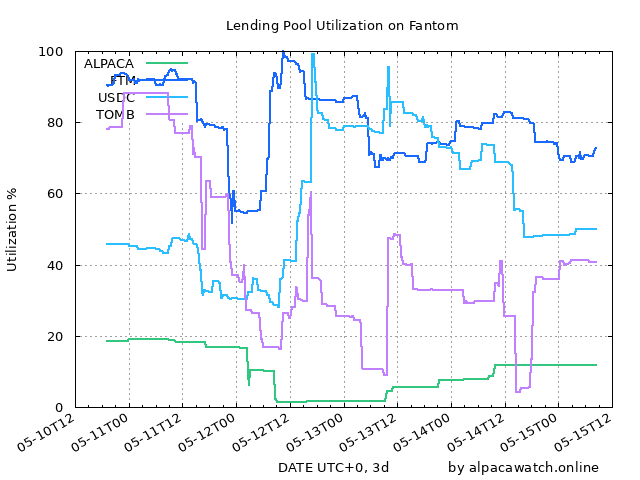 Lending Pool Utilization on Fantom
Utilization %
100
80
60
40
20
0
ALPACA
FTM
USDC
TOMB
05-10T12
05-11T00
05-11T12
05-12T00
05-12T12
05-13T00
05-13T12
05-14T00
05-14T12
05-15T00
05-15T12
DATE UTC+0, 3d
by alpacawatch.online